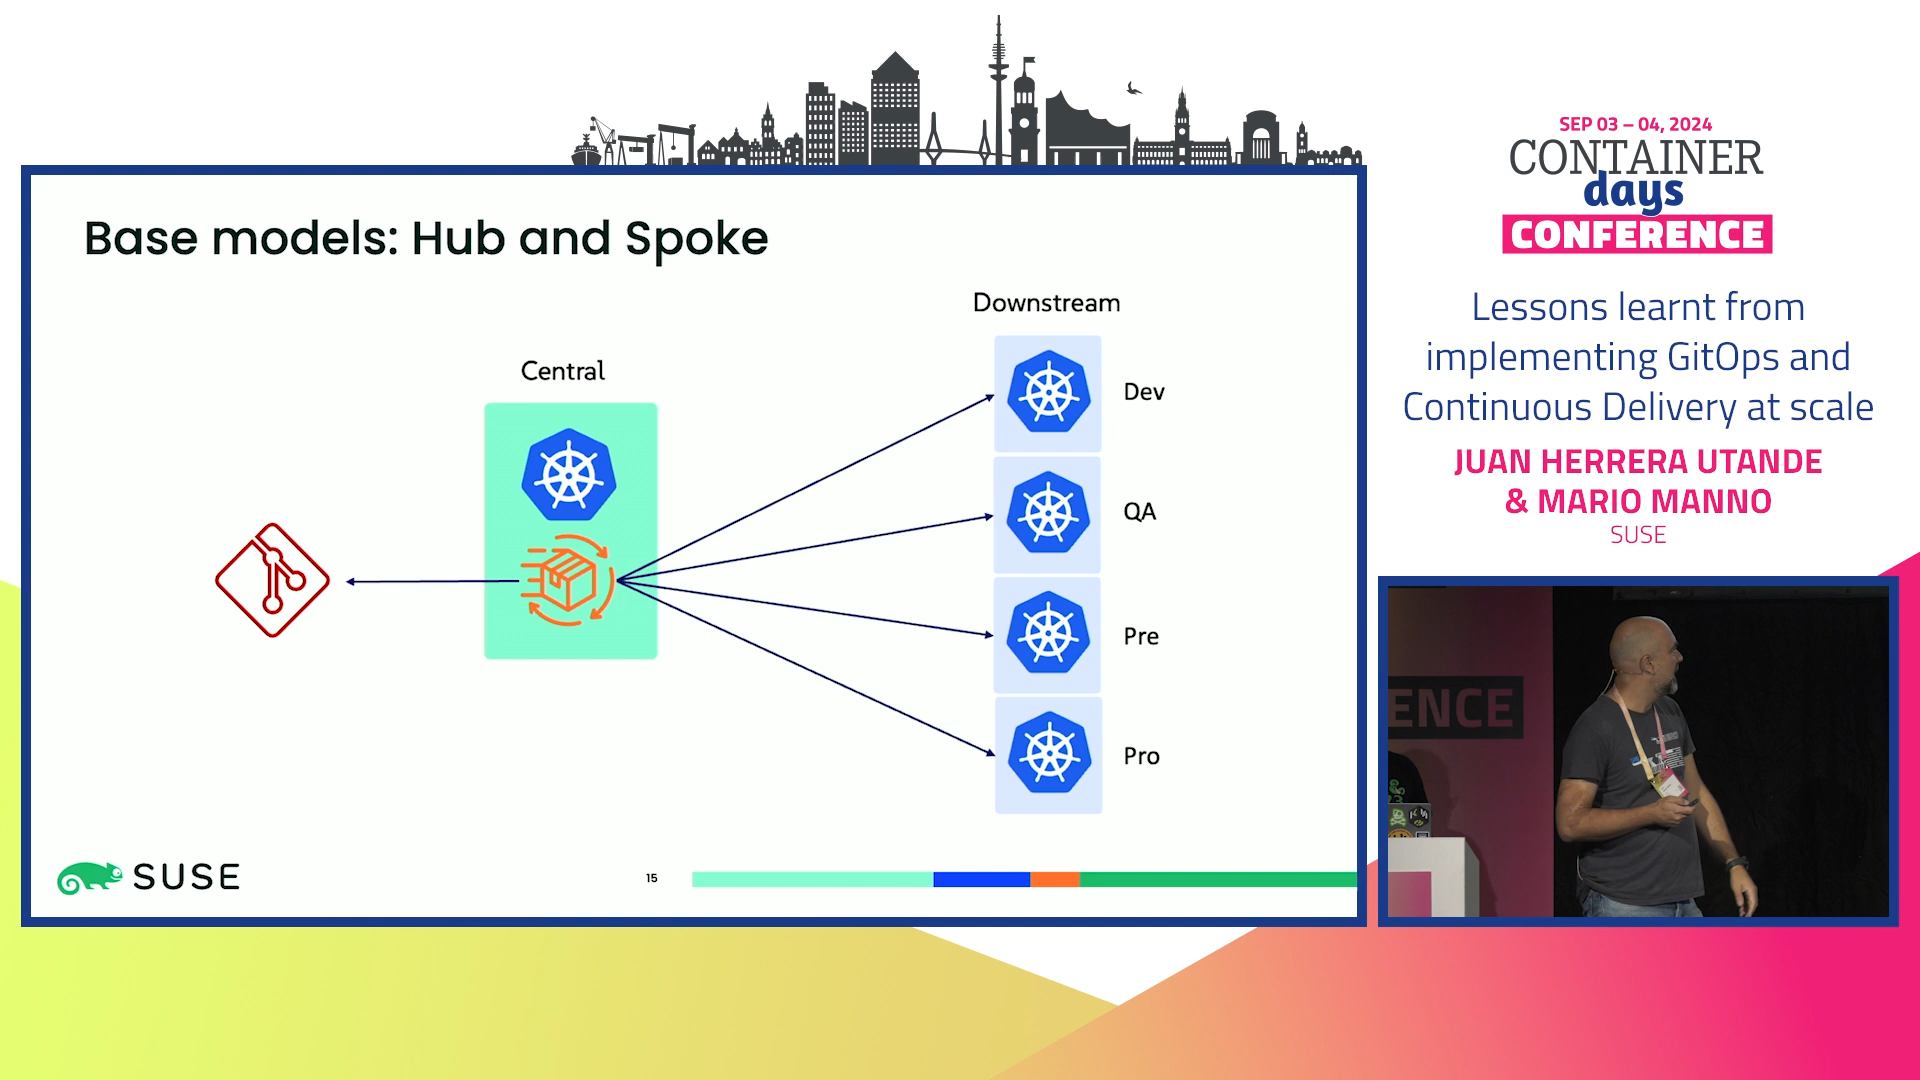 SEP 03 – 04, 2024
CONTAINER
days
CONFERENCE
Base models: Hub and Spoke
Downstream
Central
Dev
QA
Pre
Pro
SUSE
15
Lessons learnt from
implementing GitOps and
Continuous Delivery at scale
JUAN HERRERA UTANDE
& MARIO MANNO
SUSE
ENCE